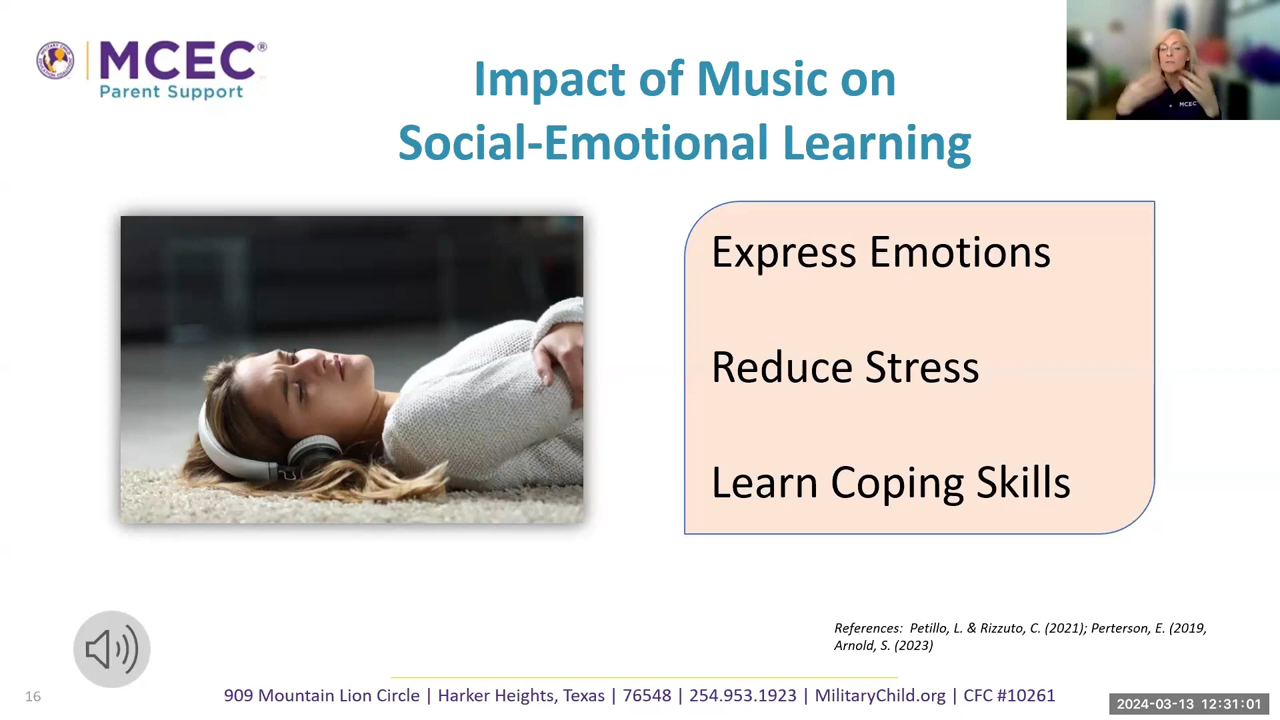 MCEC®
Parent Support
Impact of Music on
Social-Emotional Learning
MCEC
Express Emotions
Reduce Stress
Learn Coping Skills
References: Petillo, L. & Rizzuto, C. (2021); Perterson, E. (2019,
Arnold, S. (2023)
16
909 Mountain Lion Circle | Harker Heights, Texas | 76548 | 254.953.1923 | MilitaryChild.org | CFC #10261
2024-03-13 12:31:01